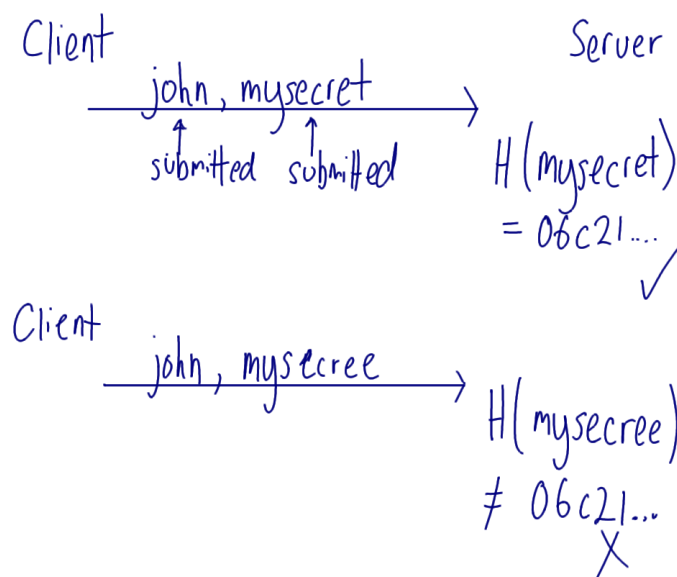 Client
Server
john, mysecret
submitted submitted
H(mysecret)
= 06c21....
✓
Client
john, mysecree
H(mysecree)
≠ 06c21...
X